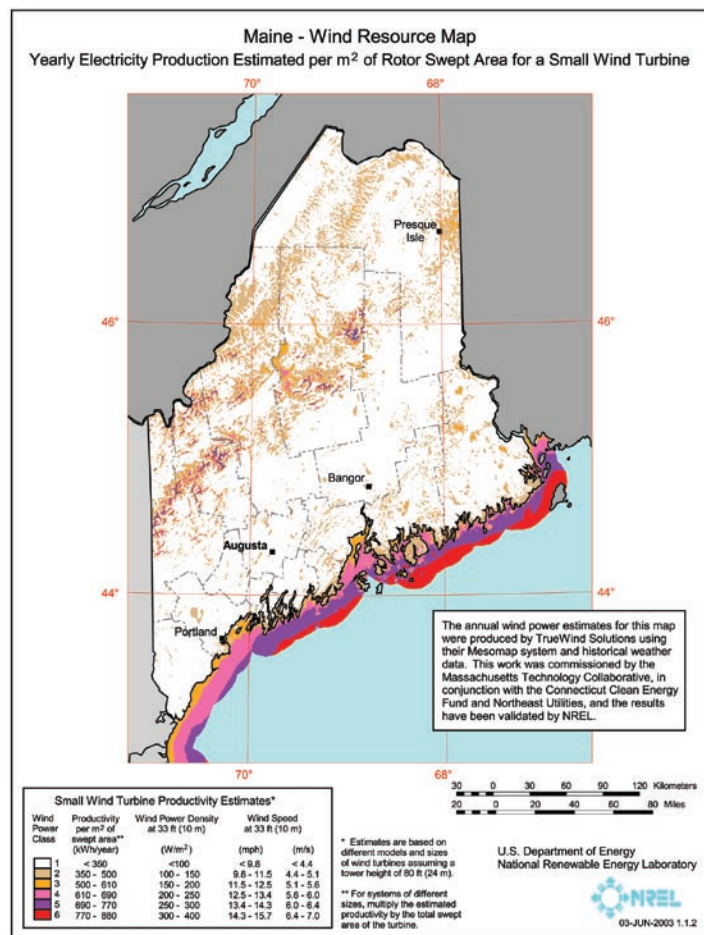 Maine - Wind Resource Map
Yearly Electricity Production Estimated per m² of Rotor Swept Area for a Small Wind Turbine
70°
68°
Presque
Isle
46°
46°
Bangor
Augusta
44°
44°
Portland
The annual wind power estimates for this map
were produced by TrueWind Solutions using
their Mesomap system and historical weather
data. This work was commissioned by the
Massachusetts Technology Collaborative, in
conjunction with the Connecticut Clean Energy
Fund and Northeast Utilities, and the results
have been validated by NREL.
70°
68°
30 0 30 60 90 120 Kilometers
20 0 20 40 60 80 Miles
Small Wind Turbine Productivity Estimates*
Wind Productivity Wind Power Density Wind Speed
Power per m² of at 33 ft (10 m) at 33 ft (10 m)
Class swept area**
(kWh/year) (W/m²) (mph) (m/s)
1 < 350 <100 < 9.8 < 4.4
2 350 - 500 100 - 150 9.8 - 11.5 4.4 - 5.1
3 500 - 610 150 - 200 11.5 - 12.5 5.1 - 5.6
4 610 - 690 200 - 250 12.5 - 13.4 5.6 - 6.0
5 690 - 770 250 - 300 13.4 - 14.3 6.0 - 6.4
6 770 - 880 300 - 400 14.3 - 15.7 6.4 - 7.0
* Estimates are based on
different models and sizes
of wind turbines assuming a
tower height of 80 ft (24 m).
** For systems of different
sizes, multiply the estimated
productivity by the total swept
area of the turbine.
U.S. Department of Energy
National Renewable Energy Laboratory
NREL
03-JUN-2003 1.1.2